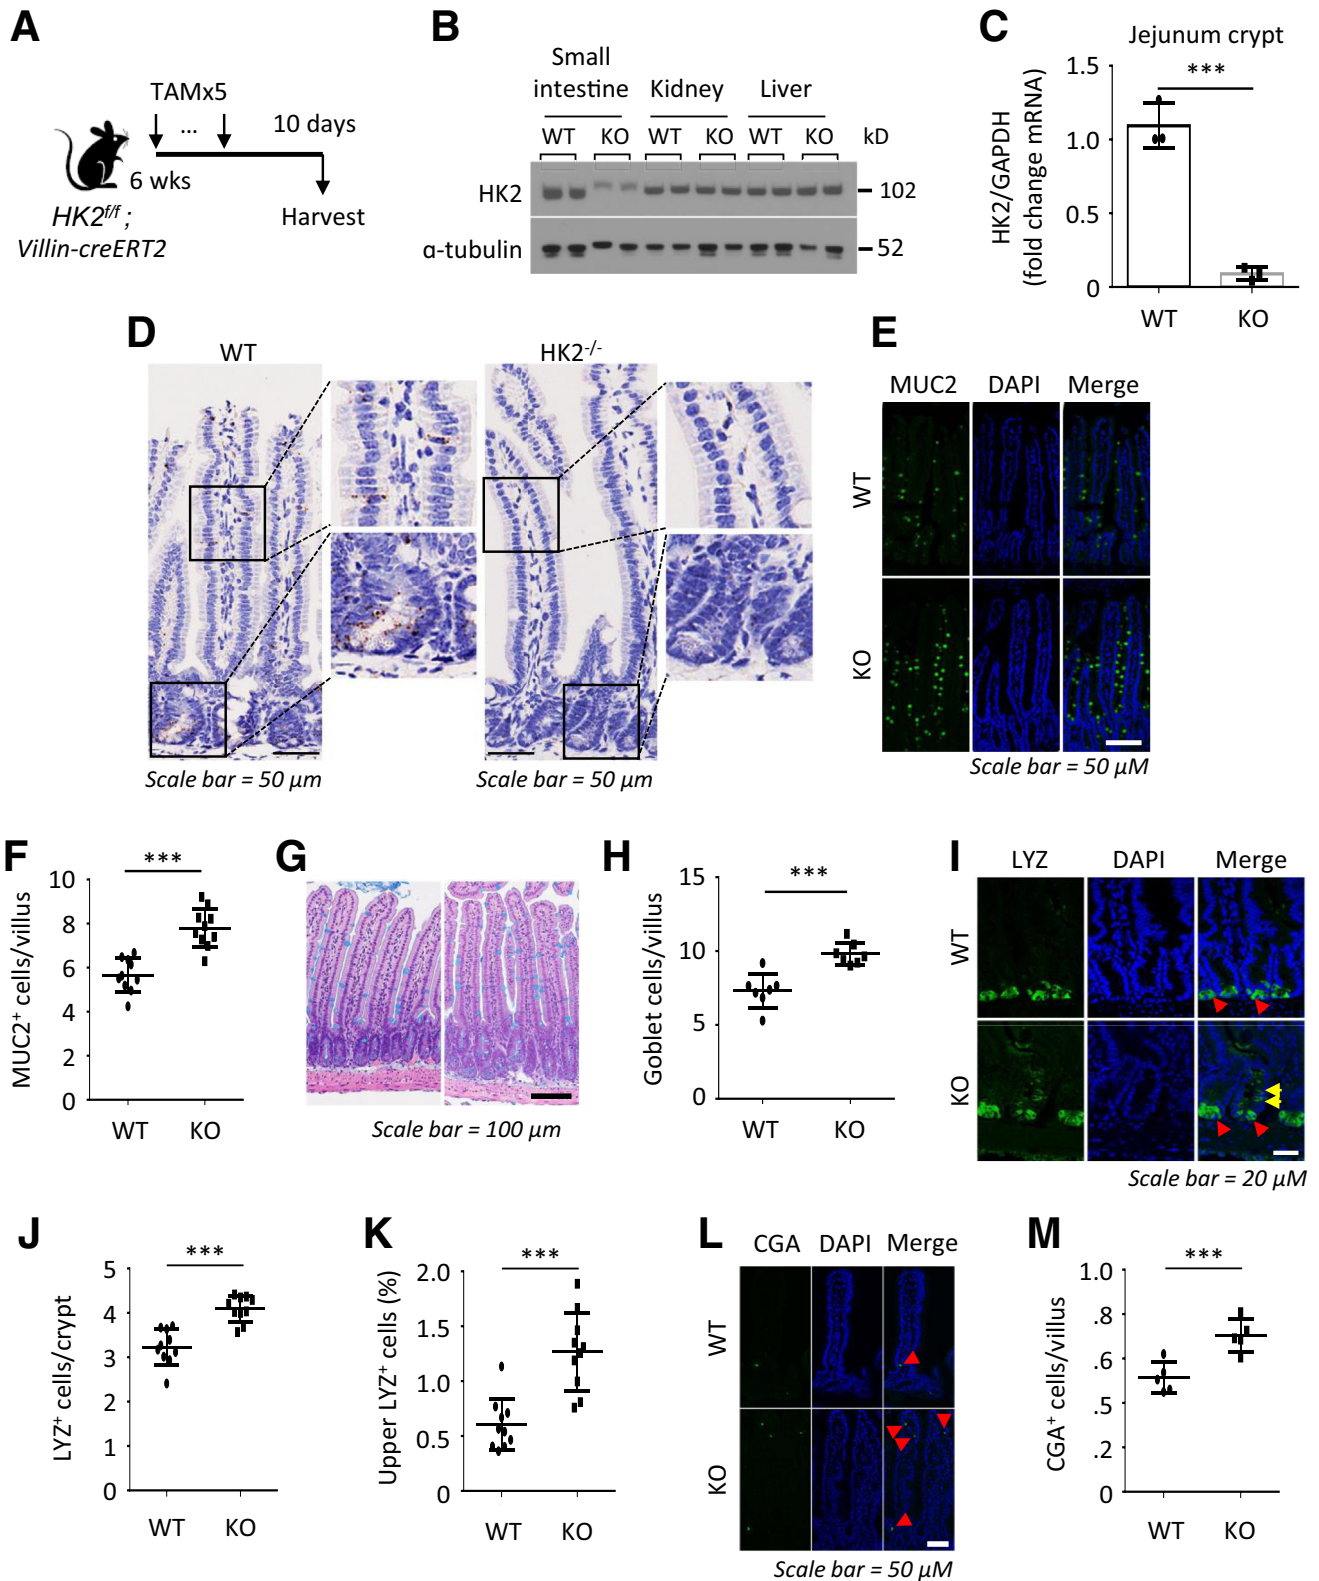 A
TAMx5
...
10 days
6 wks
HK2f/f ;
Villin-creERT2
Harvest
B
Small
intestine
Kidney
Liver
WT KO WT KO WT KO kD
HK2
102
α-tubulin
52
C
Jejunum crypt
***
HK2/GAPDH
(fold change mRNA)
1.5
1.0
0.5
0
WT KO
D
WT
HK2-/-
Scale bar = 50 µm
Scale bar = 50 µm
E
MUC2 DAPI Merge
WT
KO
Scale bar = 50 µM
F
***
MUC2+ cells/villus
10
8
6
4
2
0
WT KO
G
Scale bar = 100 µm
H
***
Goblet cells/villus
15
10
5
0
WT KO
I
LYZ DAPI Merge
WT
KO
Scale bar = 20 µM
J
***
LYZ+ cells/crypt
5
4
3
2
1
0
WT KO
K
***
Upper LYZ+ cells (%)
2.0
1.5
1.0
0.5
0
WT KO
L
CGA DAPI Merge
WT
KO
Scale bar = 50 µM
M
***
CGA+ cells/villus
1.0
.8
.6
.5
.2
0
WT KO